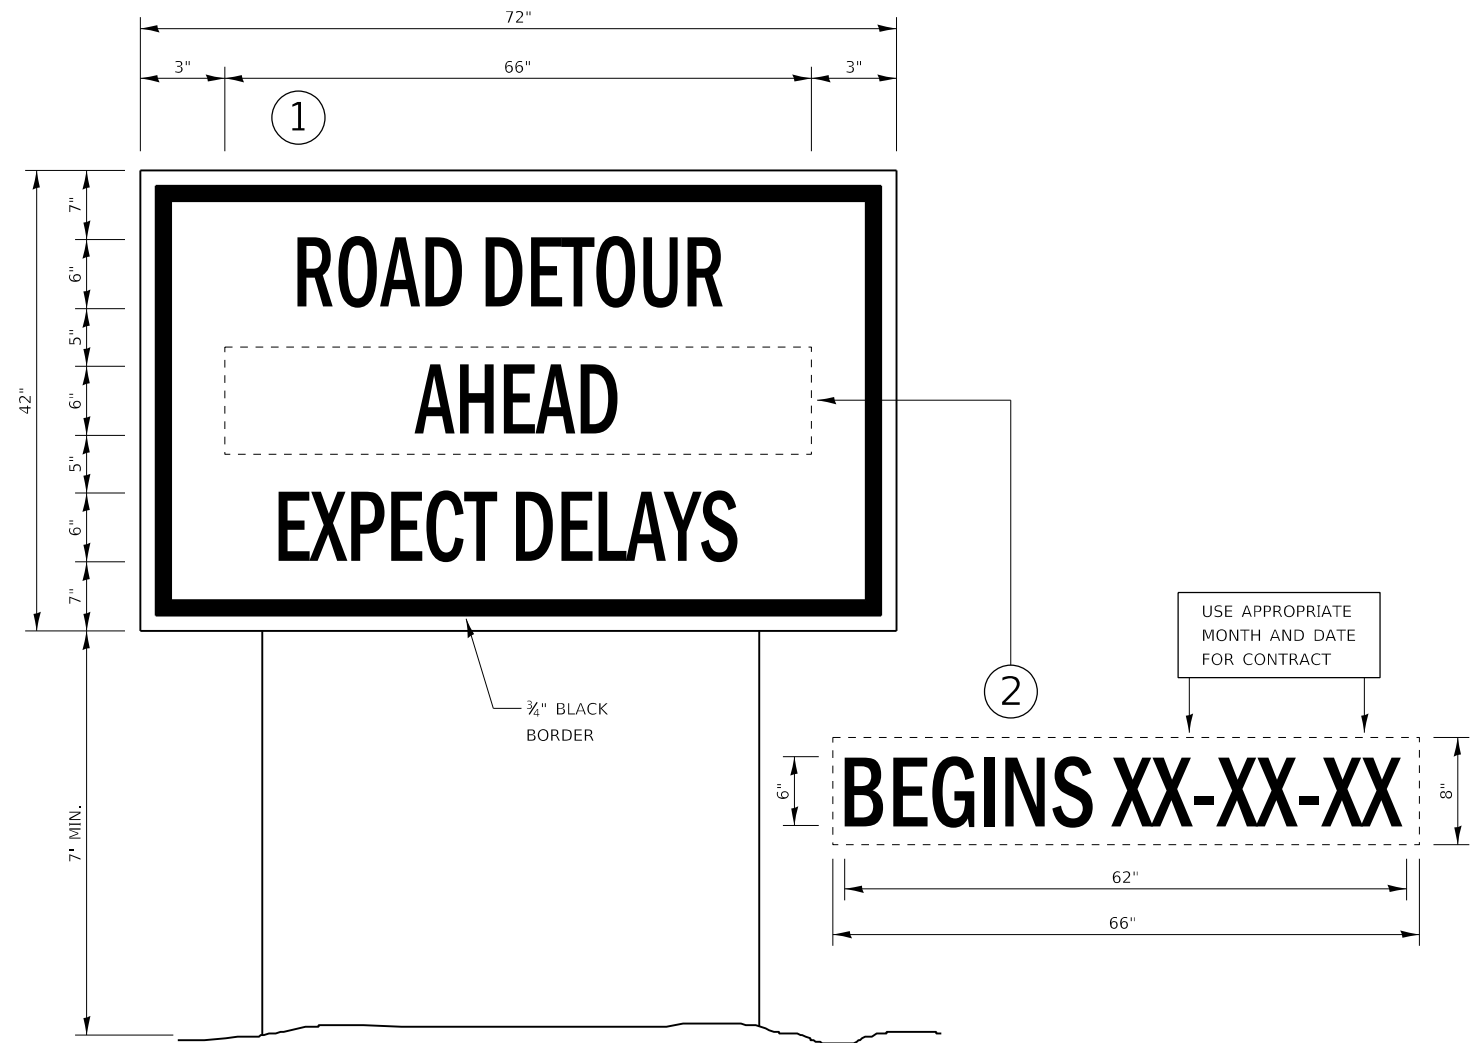 72"
3" 66" 3"
1
7"
6"
5"
6"
5"
6"
7"
42"
ROAD DETOUR
AHEAD
EXPECT DELAYS
¾" BLACK
BORDER
7' MIN.
2
USE APPROPRIATE
MONTH AND DATE
FOR CONTRACT
6"
BEGINS XX-XX-XX
8"
62"
66"